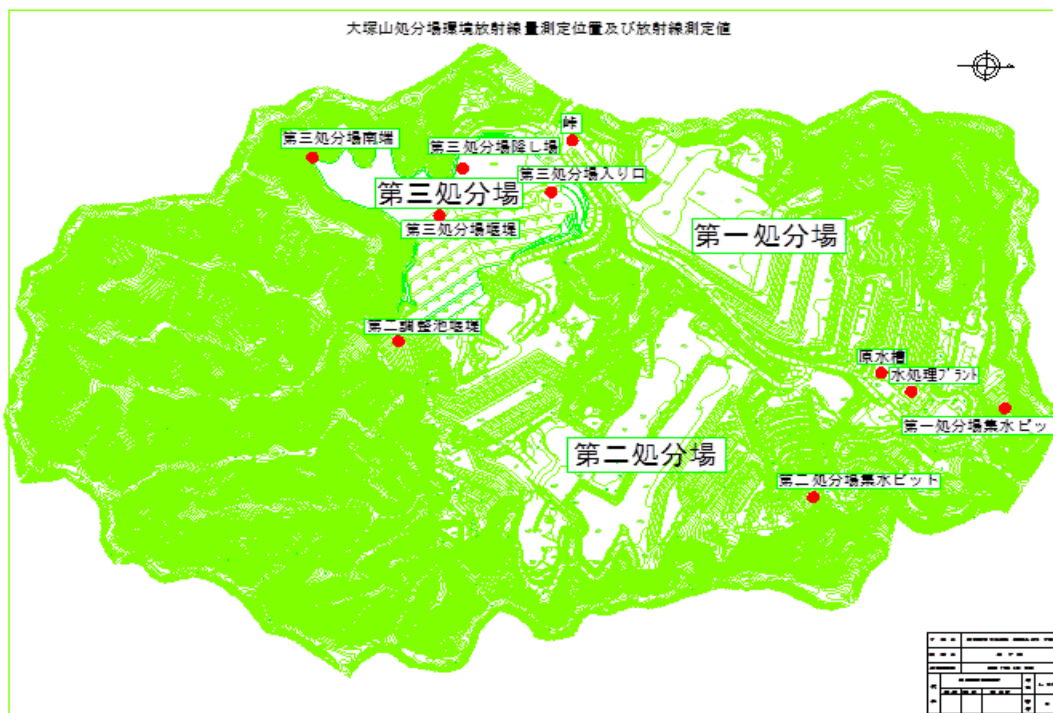 大塚山処分場環境放射線量測定位置及び放射線測定値
峠
第三処分場南端
第三処分場降し場
第三処分場入り口
第三処分場
第三処分場堰堤
第一処分場
第二調整池堰堤
原水槽
水処理プラント
第一処分場集水ピッ
第二処分場
第二処分場集水ピット